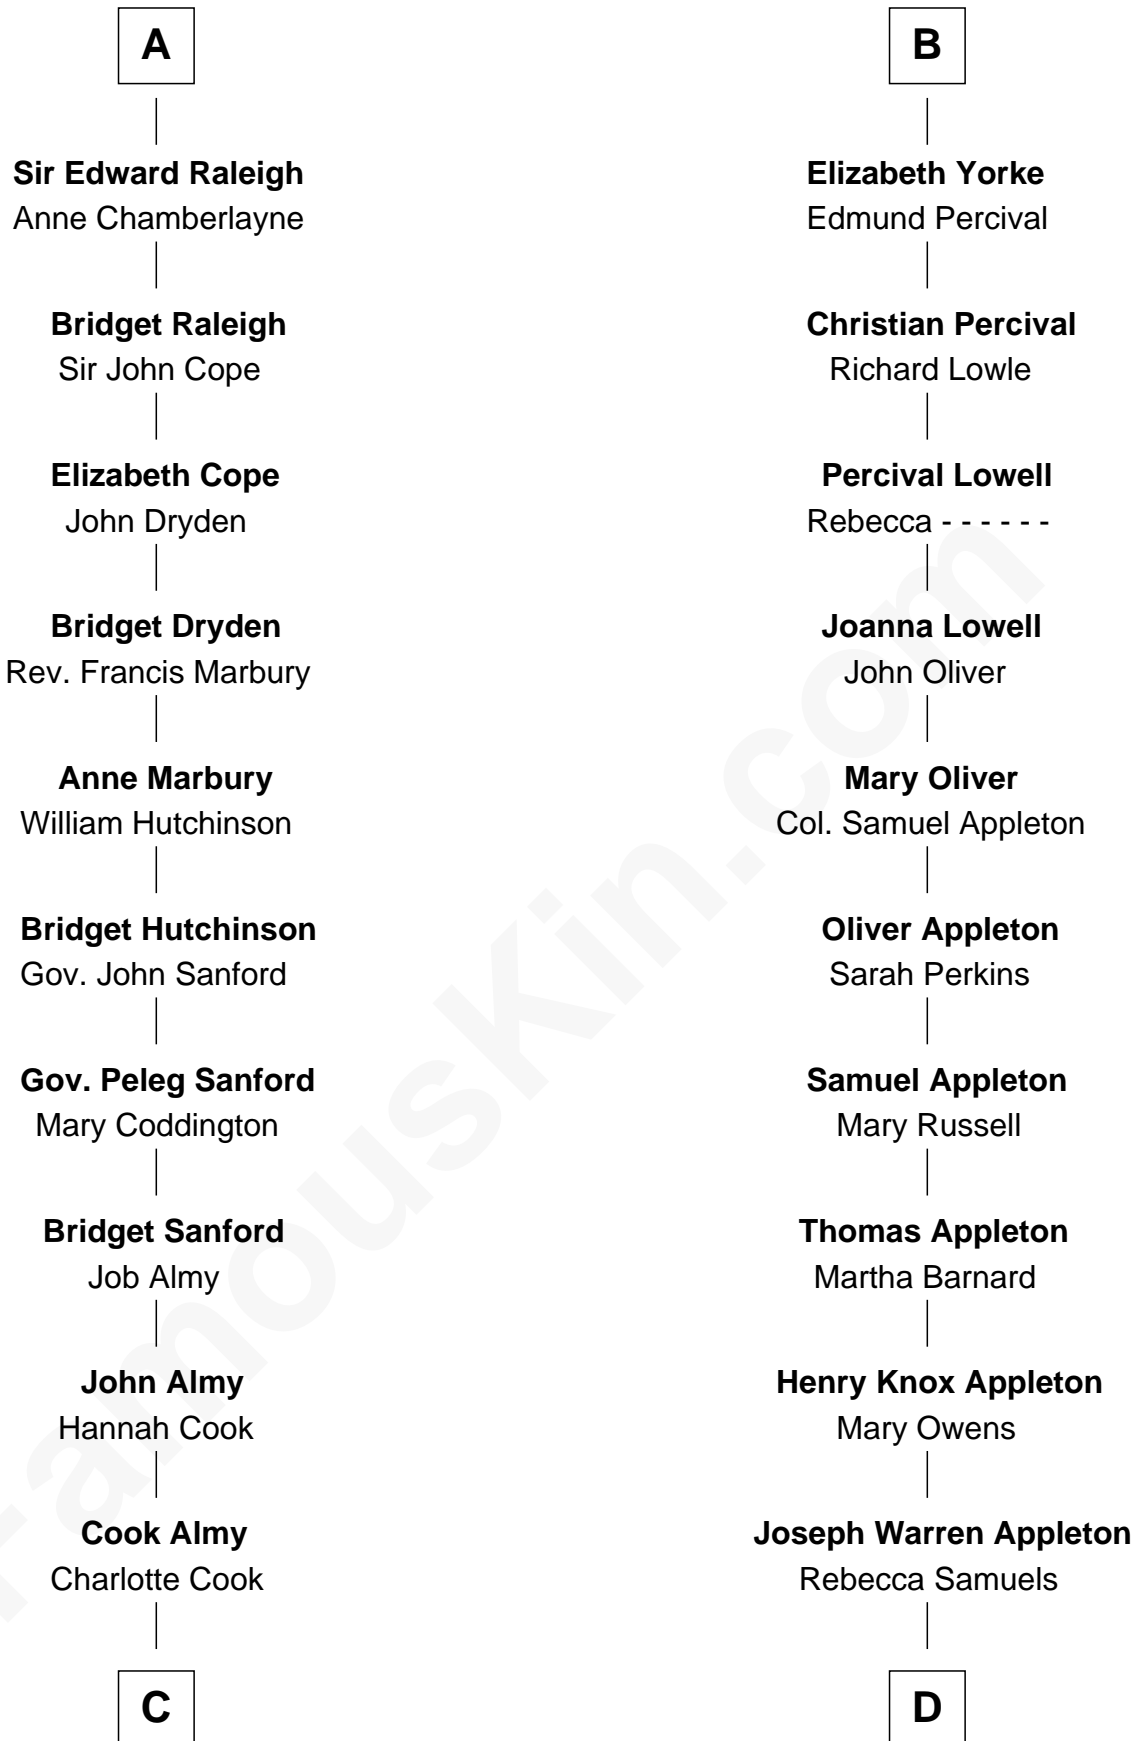 A
Sir Edward Raleigh
Anne Chamberlayne
Bridget Raleigh
Sir John Cope
Elizabeth Cope
John Dryden
Bridget Dryden
Rev. Francis Marbury
Anne Marbury
William Hutchinson
Bridget Hutchinson
Gov. John Sanford
Gov. Peleg Sanford
Mary Coddington
Bridget Sanford
Job Almy
John Almy
Hannah Cook
Cook Almy
Charlotte Cook
C
B
Elizabeth Yorke
Edmund Percival
Christian Percival
Richard Lowle
Percival Lowell
Rebecca - - - - - -
Joanna Lowell
John Oliver
Mary Oliver
Col. Samuel Appleton
Oliver Appleton
Sarah Perkins
Samuel Appleton
Mary Russell
Thomas Appleton
Martha Barnard
Henry Knox Appleton
Mary Owens
Joseph Warren Appleton
Rebecca Samuels
D
FamousKin.com